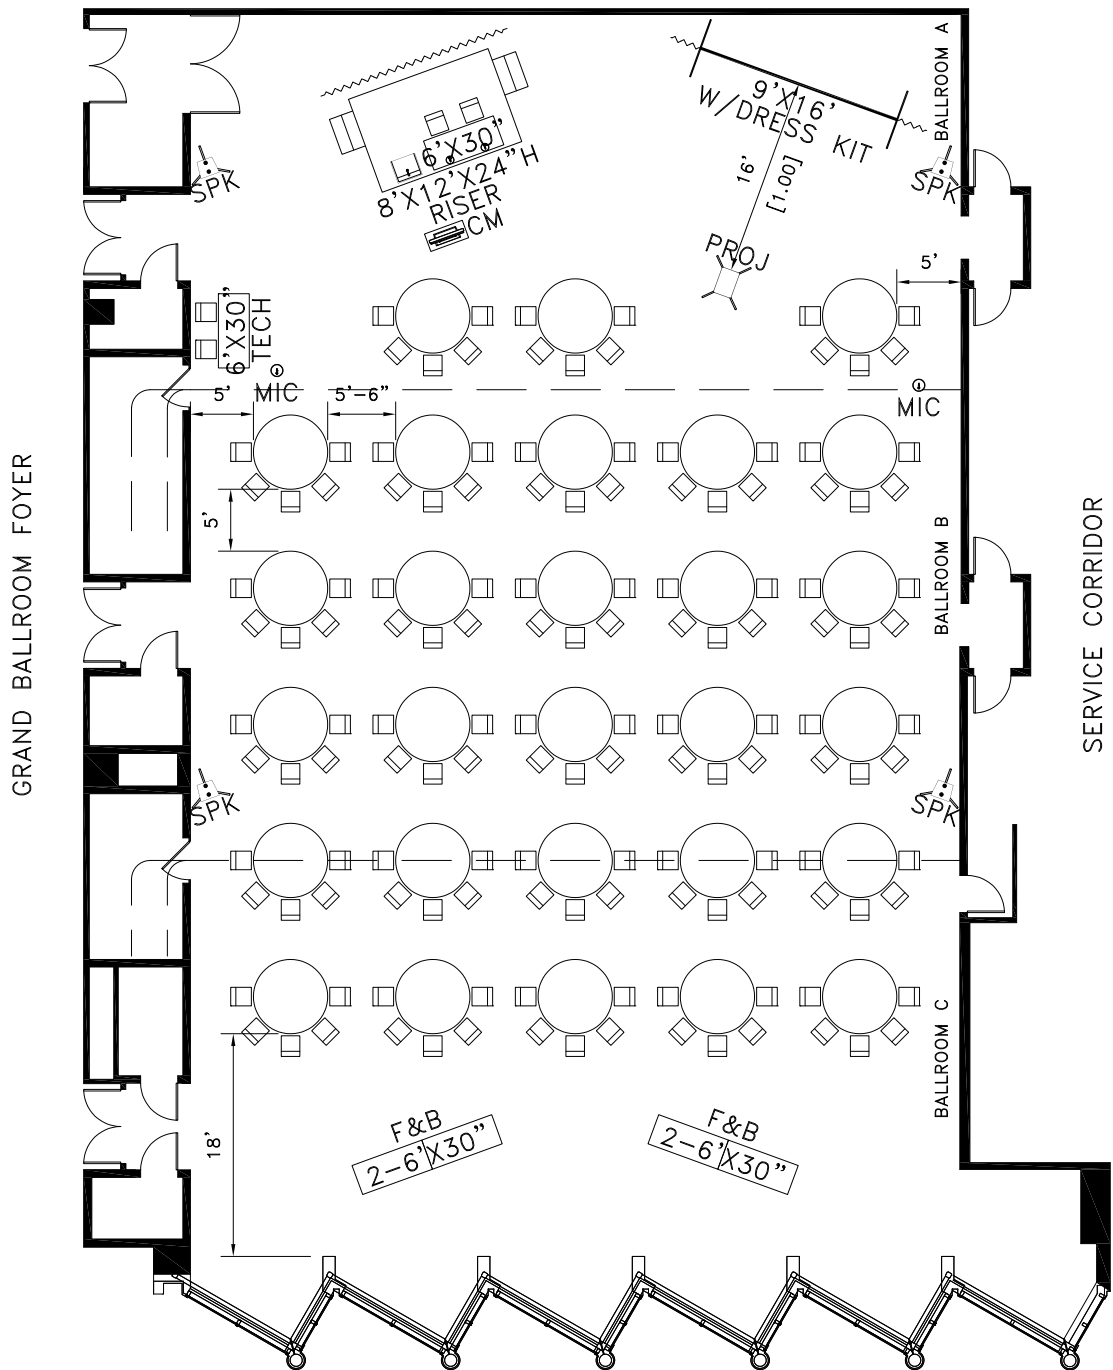 BALLROOM A
9'X16'
W/DRESS KIT
16'
[1.00]
6'X30"
8'X12'X24"H
RISER
CM
SPK
SPK
PROJ
5'
6'X30"
TECH
MIC
MIC
5'
5'-6"
5'
GRAND BALLROOM FOYER
BALLROOM B
SERVICE CORRIDOR
SPK
SPK
BALLROOM C
18'
F&B
2-6'X30"
F&B
2-6'X30"